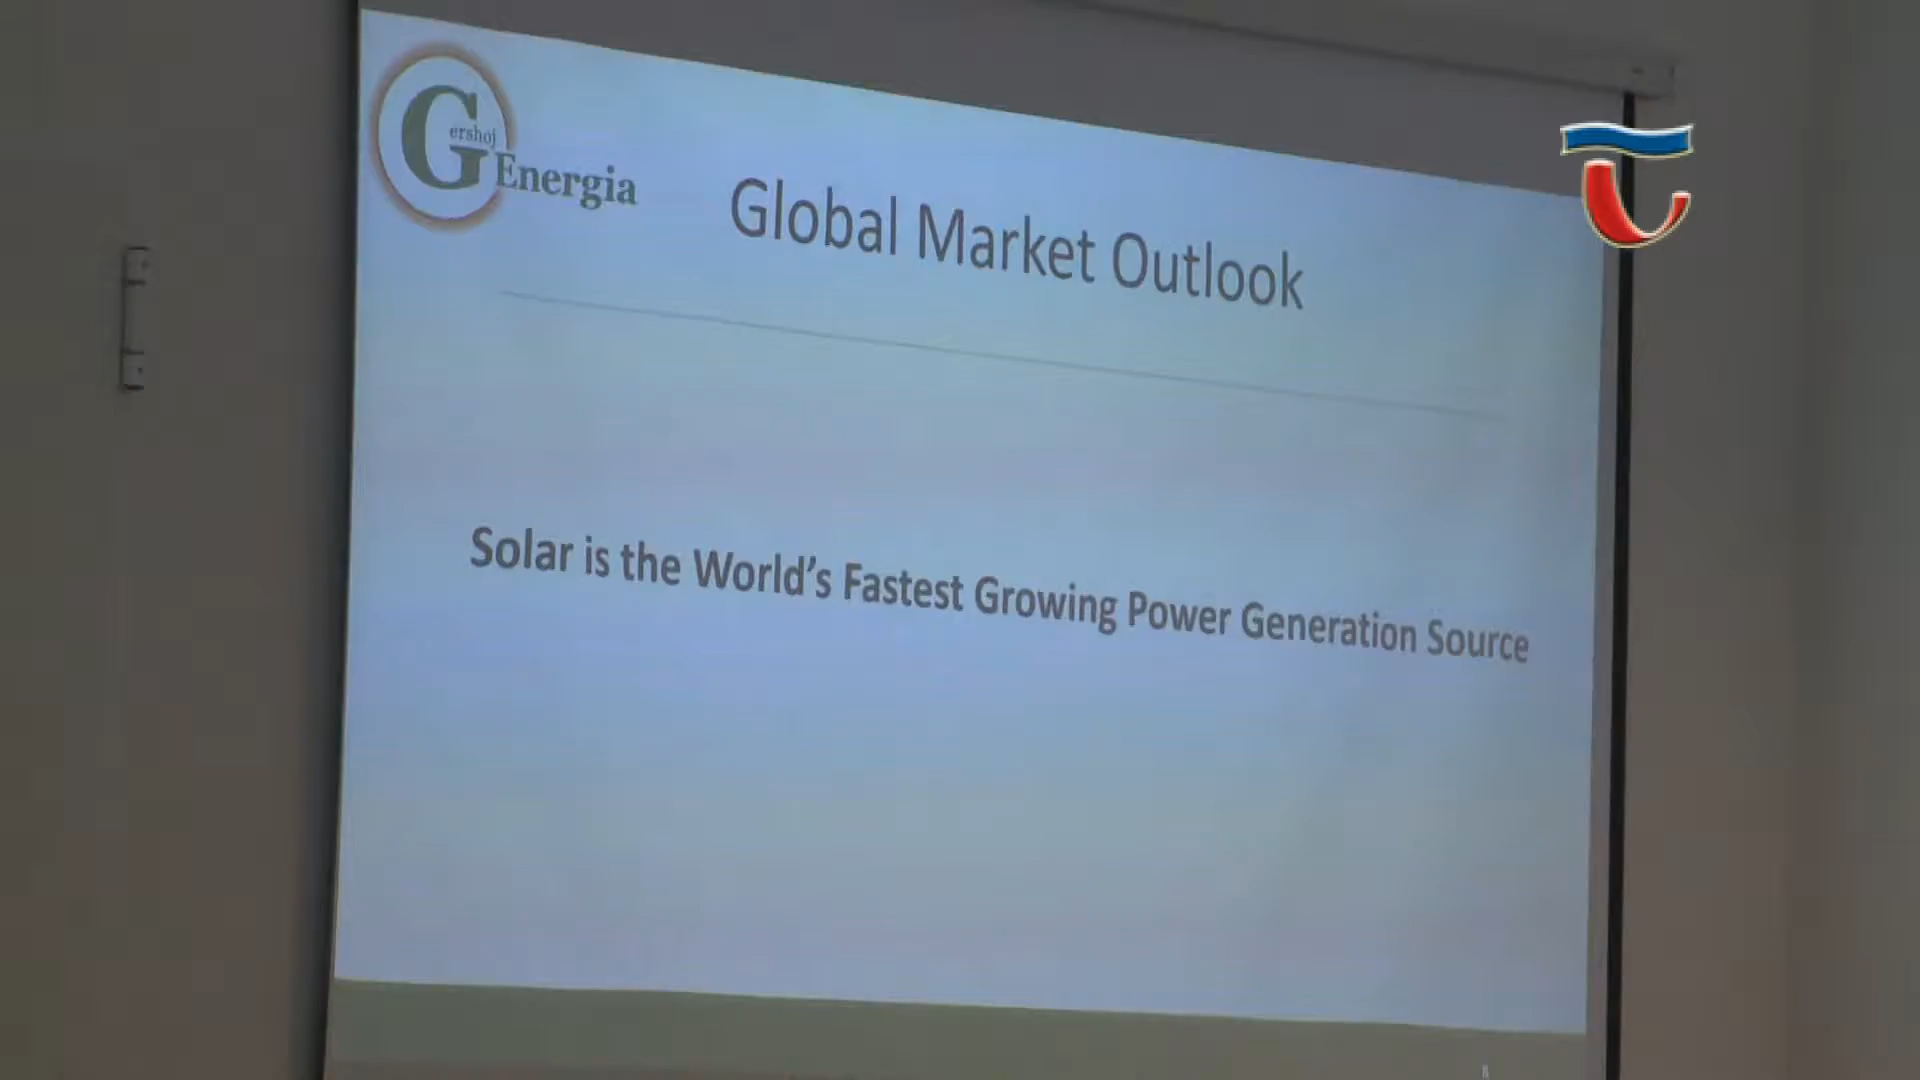 Gershoj
Energia
Global Market Outlook
Solar is the World's Fastest Growing Power Generation Source